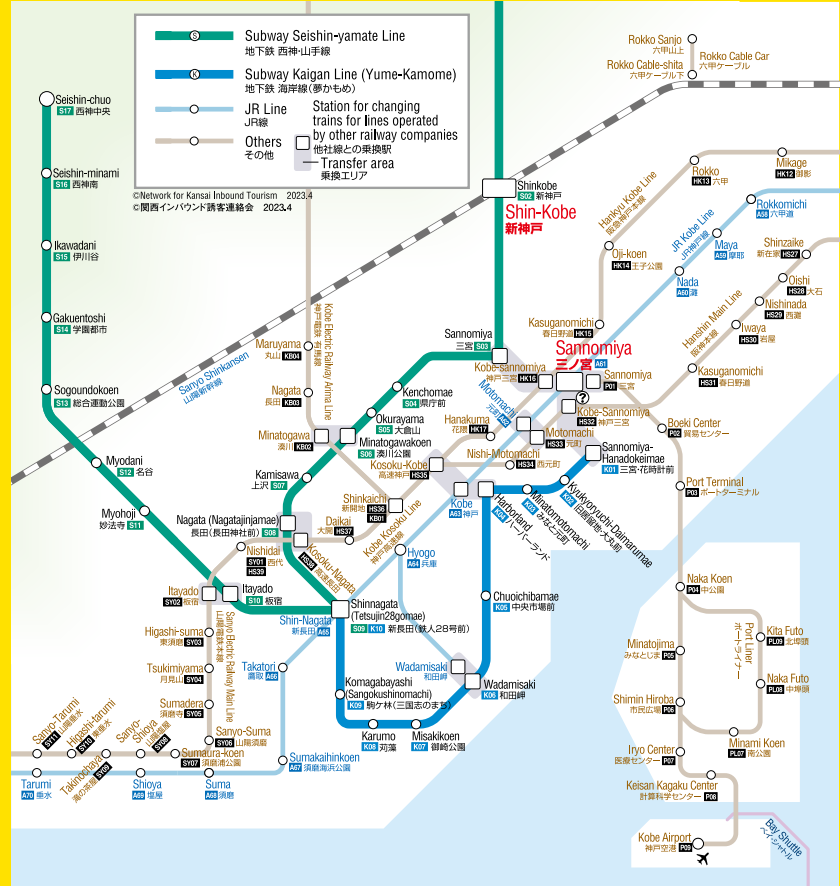 S
Subway Seishin-yamate Line
地下鉄 西神·山手線
K
Subway Kaigan Line (Yume-Kamome)
地下鉄 海岸線(夢かもめ)
JR Line
JR線
Others
その他
Station for changing
trains for lines operated
by other railway companies
他社線との乗換駅
Transfer area
乗換エリア
©Network for Kansai Inbound Tourism 2023.4
©関西インバウンド誘客連絡会 2023.4
Rokko Sanjo
六甲山上
Rokko Cable Car
六甲ケーブル
Rokko Cable-shita
六甲ケーブル下
Seishin-chuo
S17 西神中央
Seishin-minami
S16 西神南
Ikawadani
S15 伊川谷
Gakuentoshi
S14 学園都市
Sogoundokoen
S13 総合運動公園
Myodani
S12 名谷
Myohoji
妙法寺 S11
Itayado
S10 板宿
Itayado
SY02 板宿
Shinkobe
S02 新神戸
Shin-Kobe
新神戸
Sanyo Shinkansen
山陽新幹線
Kobe Electric Railway Arima Line
神戸電鉄 有馬線
Maruyama
丸山 KB04
Nagata
長田 KB03
Minatogawa
湊川 KB02
Sannomiya
三宮 S03
Kenchomae
S04 県庁前
Okurayama
S05 大倉山
Minatogawakoen
S06 湊川公園
Kamisawa
上沢 S07
Nagata (Nagatajinjamae)
長田(長田神社前) S08
Shinnagata
(Tetsujin28gomae)
S09 K10 新長田(鉄人28号前)
Hankyu Kobe Line
阪急神戸本線
Mikage
HK12 御影
Rokko
HK13 六甲
Oji-koen
HK14 王子公園
Kasuganomichi
春日野道 HK15
Kobe-sannomiya
神戸三宮 HK16
Hanakuma
花隈 HK17
JR Kobe Line
JR神戸線
Rokkomichi
A58 六甲道
Maya
A59 摩耶
Nada
A60 灘
Sannomiya
三ノ宮 A61
Motomachi
元町 A62
Kobe
A63 神戸
Hyogo
A64 兵庫
Shin-Nagata
新長田 A65
Takatori
鷹取 A66
Sumakaihinkoen
A67 須磨海浜公園
Suma
A68 須磨
Shioya
A69 塩屋
Tarumi
A70 垂水
Wadamisaki
和田岬
Hanshin Main Line
阪神本線
Shinzaike
新在家 HS27
Oishi
HS28 大石
Nishinada
HS29 西灘
Iwaya
HS30 岩屋
Kasuganomichi
HS31 春日野道
?
Kobe-Sannomiya
HS32 神戸三宮
Motomachi
HS33 元町
Nishi-Motomachi
HS34 西元町
Kosoku-Kobe
高速神戸 HS35
Shinkaichi
新開地 HS36
KB01
Daikai
大開 HS37
Kosoku-Nagata
HS38 高速長田
Kobe Kosoku Line
神戸高速線
Nishidai
SY01 西代
HS39
Sanyo Electric Railway Main Line
山陽電鉄本線
Higashi-suma
東須磨 SY03
Tsukimiyama
月見山 SY04
Sumadera
須磨寺 SY05
Sanyo-Suma
SY06 山陽須磨
Sumaura-koen
SY07 須磨浦公園
Sanyo-Shioya
山陽塩屋 SY08
Takinochaya
滝の茶屋 SY09
Higashi-tarumi
SY10 東垂水
Sanyo-Tarumi
SY11 山陽垂水
Sannomiya-
Hanadokeimae
K01 三宮·花時計前
Kyukyoryuchi-Daimarumae
K02 旧居留地·大丸前
Minatomotomachi
K03 みなと元町
Harborland
K04 ハーバーランド
Chuoichibamae
K05 中央市場前
Wadamisaki
K06 和田岬
Misakikoen
K07 御崎公園
Karumo
K08 苅藻
Komagabayashi
(Sangokushinomachi)
K09 駒ケ林(三国志のまち)
Sannomiya
P01 三宮
Boeki Center
P02 貿易センター
Port Terminal
P03 ポートターミナル
Naka Koen
P04 中公園
Port Liner
ポートライナー
Minatojima
みなとじま P05
Shimin Hiroba
市民広場 P06
Iryo Center
医療センター P07
Keisan Kagaku Center
計算科学センター P08
Kobe Airport
神戸空港 P09
Kita Futo
PL09 北埠頭
Naka Futo
PL08 中埠頭
Minami Koen
PL07 南公園
Bay Shuttle
ベイ·シャトル